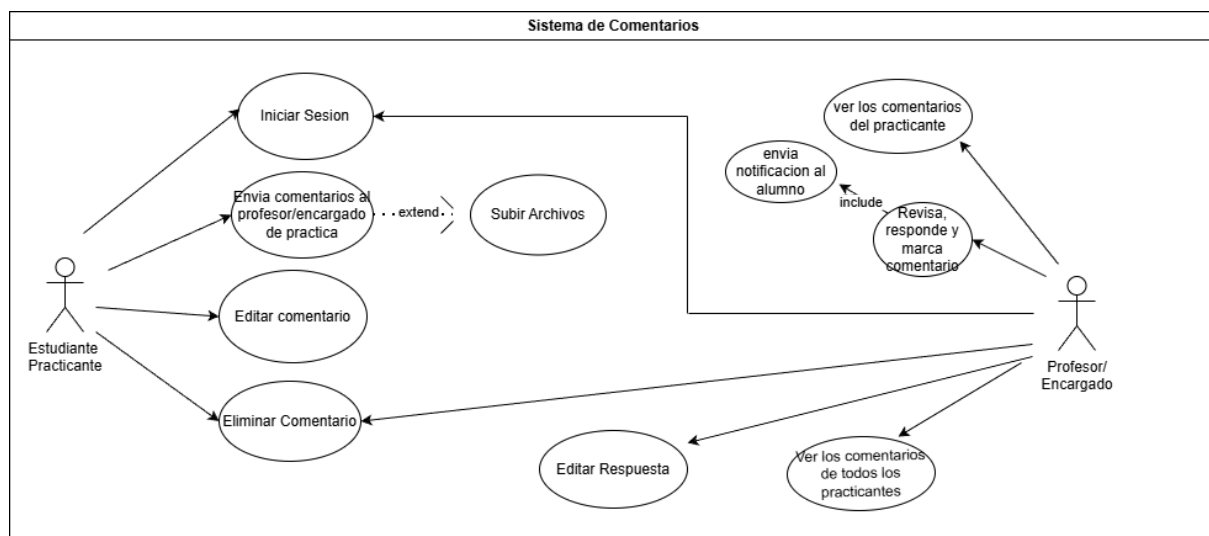 Sistema de Comentarios
Iniciar Sesion
ver los comentarios
del practicante
envia
notificacion al
alumno
include
Envia comentarios al
profesor/encargado
de practica
extend
Subir Archivos
Revisa,
responde y
marca
comentario
Editar comentario
Estudiante
Practicante
Profesor/
Encargado
Eliminar Comentario
Editar Respuesta
Ver los comentarios
de todos los
practicantes